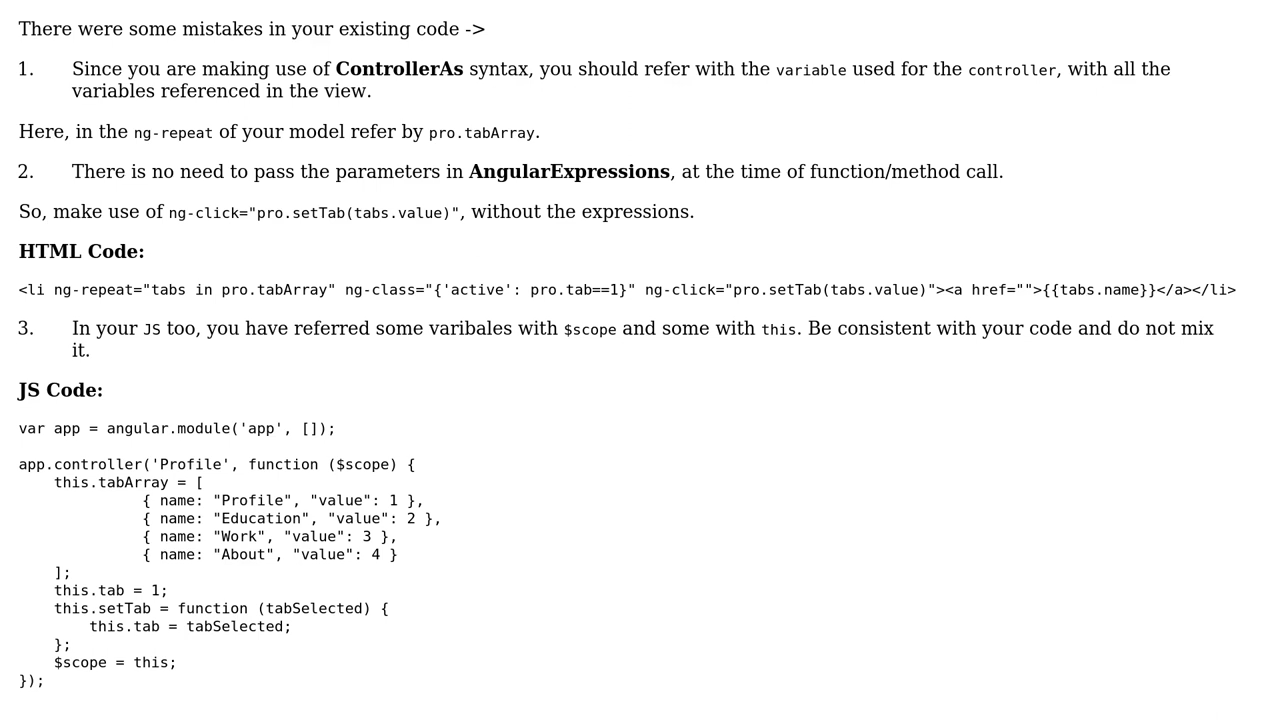 There were some mistakes in your existing code ->
1. Since you are making use of ControllerAs syntax, you should refer with the variable used for the controller, with all the
variables referenced in the view.
Here, in the ng-repeat of your model refer by pro.tabArray.
2. There is no need to pass the parameters in AngularExpressions, at the time of function/method call.
So, make use of ng-click="pro.setTab(tabs.value)", without the expressions.
HTML Code:
<li ng-repeat="tabs in pro.tabArray" ng-class="{'active': pro.tab==1}" ng-click="pro.setTab(tabs.value)"><a href="">{{tabs.name}}</a></li>
3. In your JS too, you have referred some varibales with $scope and some with this. Be consistent with your code and do not mix
it.
JS Code:
var app = angular.module('app', []);
app.controller('Profile', function ($scope) {
    this.tabArray = [
              { name: "Profile", "value": 1 },
              { name: "Education", "value": 2 },
              { name: "Work", "value": 3 },
              { name: "About", "value": 4 }
    ];
    this.tab = 1;
    this.setTab = function (tabSelected) {
        this.tab = tabSelected;
    };
    $scope = this;
});